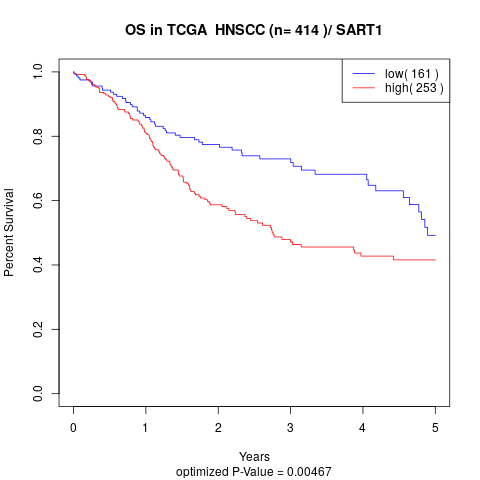 OS in TCGA  HNSCC (n= 414 )/ SART1
low( 161 )
high( 253 )
Percent Survival
1.0
0.8
0.6
0.4
0.2
0.0
0 1 2 3 4 5
Years
optimized P-Value = 0.00467